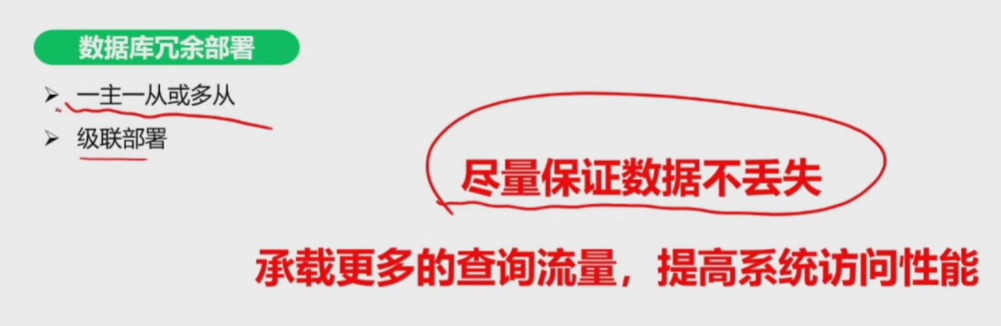 数据库冗余部署
➢ 一主一从或多从
➢ 级联部署
尽量保证数据不丢失
承载更多的查询流量，提高系统访问性能